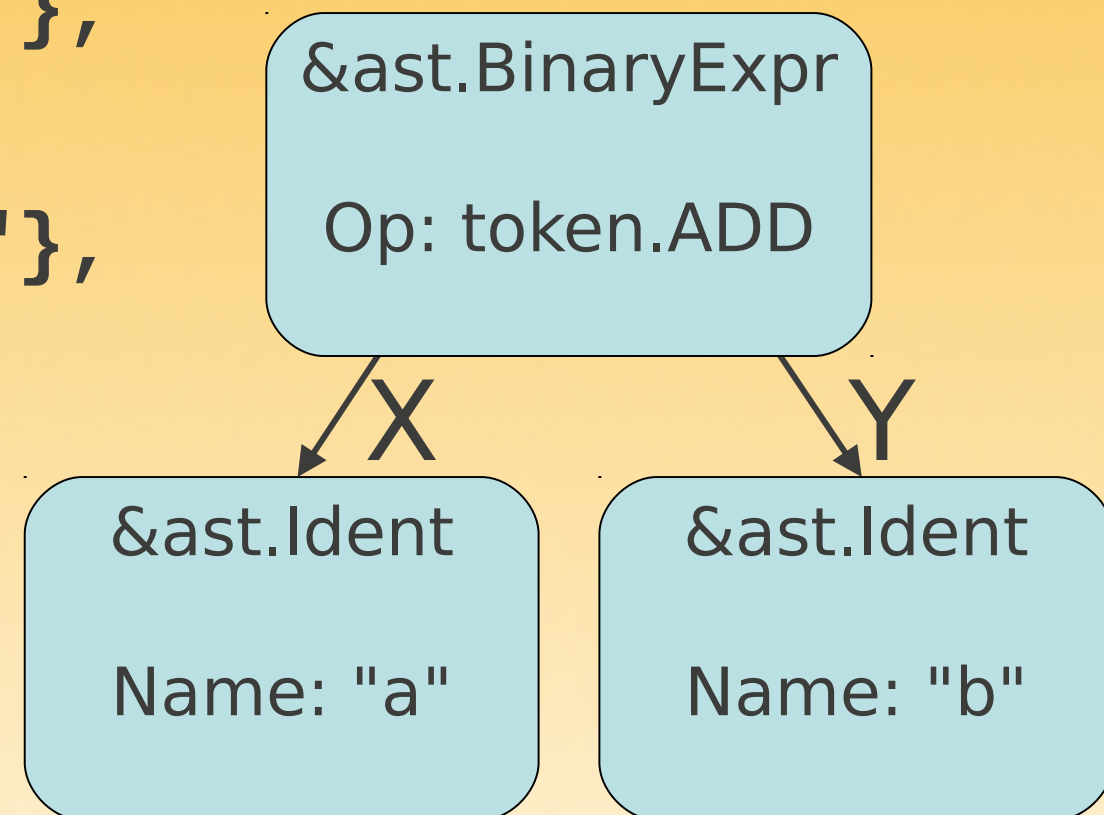 },
"},
&ast.BinaryExpr
Op: token.ADD
X
Y
&ast.Ident
Name: "a"
&ast.Ident
Name: "b"